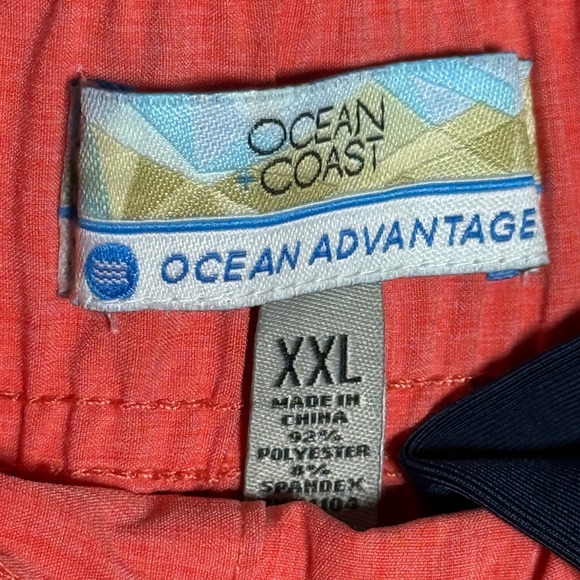 OCEAN
+COAST
OCEAN ADVANTAGE
XXL
MADE IN
CHINA
92%
POLYESTER
8%
SPANDEX